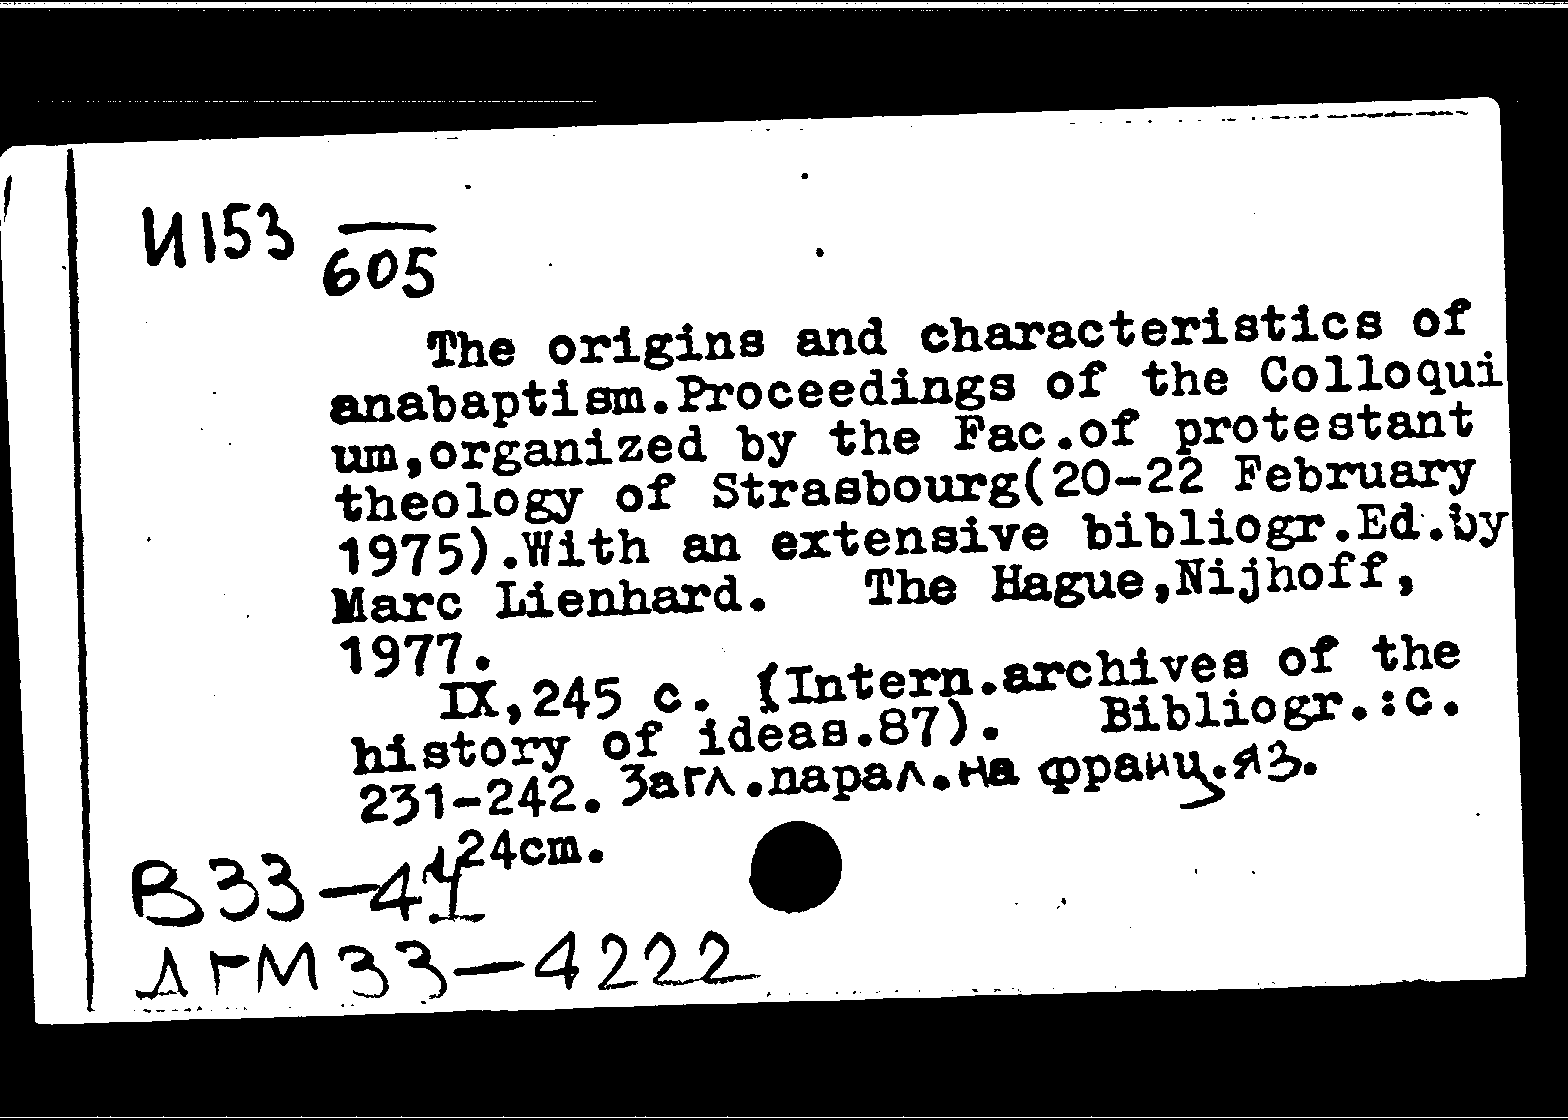 И153
605
The origins and characteristics of
anabaptism.Proceedings of the Colloqui
um,organized by the Fac.of protestant
theology of Strasbourg(20-22 February
1975).With an extensive bibliogr.Ed.by
Marc Lienhard. The Hague,Nijhoff,
1977.
IX,245 c. (Intern.archives of the
history of ideas.87). Bibliogr.:c.
231-242. Загл.парал.на франц.яз.
24cm.
В33-41
ДГМ33-4222